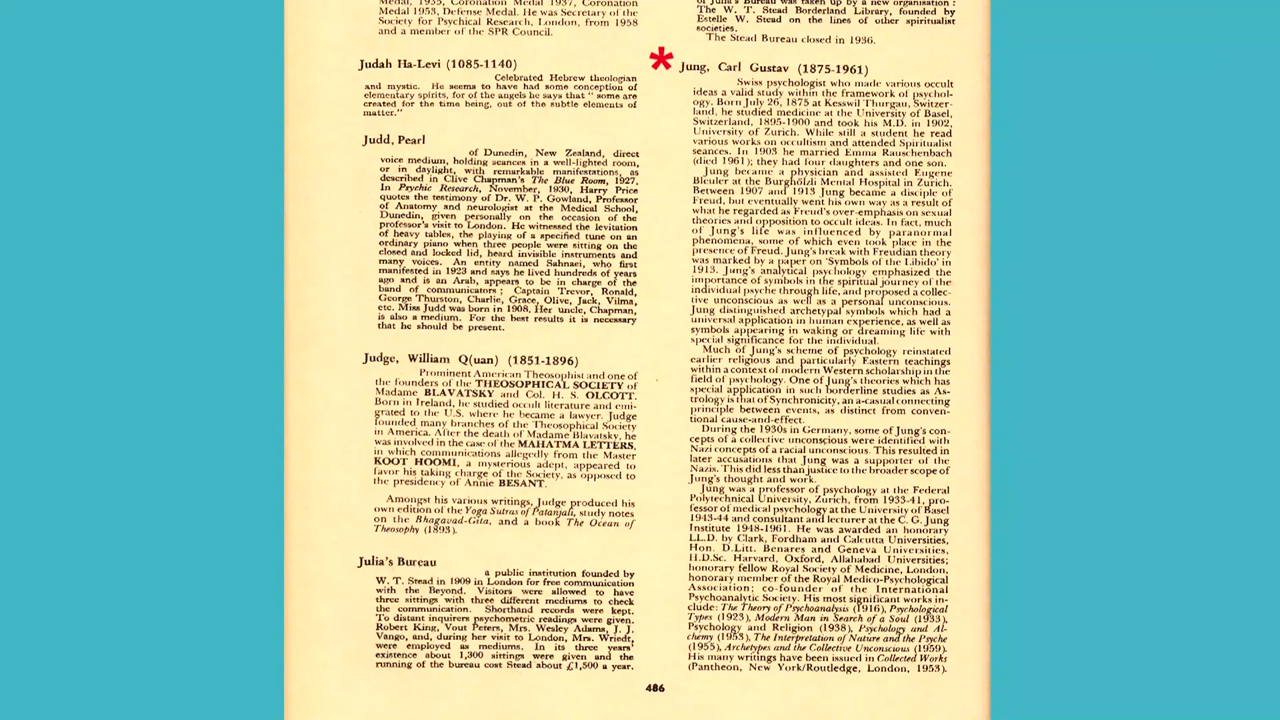 Medal, 1935, Coronation Medal 1937, Coronation
Medal 1953, Defense Medal. He was Secretary of the
Society for Psychical Research, London, from 1958
and a member of the SPR Council.
Judah Ha-Levi (1085-1140)
Celebrated Hebrew theologian
and mystic. He seems to have had some conception of
elementary spirits, for of the angels he says that “ some are
created for the time being, out of the subtle elements of
matter.”
Judd, Pearl
of Dunedin, New Zealand, direct
voice medium, holding seances in a well-lighted room,
or in daylight, with remarkable manifestations, as
described in Clive Chapman's The Blue Room, 1927.
In Psychic Research, November, 1930, Harry Price
quotes the testimony of Dr. W. P. Gowland, Professor
of Anatomy and neurologist at the Medical School,
Dunedin, given personally on the occasion of the
professor's visit to London. He witnessed the levitation
of heavy tables, the playing of a specified tune on an
ordinary piano when three people were sitting on the
closed and locked lid, heard invisible instruments and
many voices. An entity named Sahnaei, who first
manifested in 1923 and says he lived hundreds of years
ago and is an Arab, appears to be in charge of the
band of communicators ; Captain Trevor, Ronald,
George Thurston, Charlie, Grace, Olive, Jack, Vilma,
etc. Miss Judd was born in 1908, Her uncle, Chapman,
is also a medium. For the best results it is necessary
that he should be present.
Judge, William Q(uan) (1851-1896)
Prominent American Theosophist and one of
the founders of the THEOSOPHICAL SOCIETY of
Madame BLAVATSKY and Col. H. S. OLCOTT.
Born in Ireland, he studied occult literature and emi-
grated to the U.S. where he became a lawyer. Judge
founded many branches of the Theosophical Society
in America. After the death of Madame Blavatsky, he
was involved in the case of the MAHATMA LETTERS,
in which communications allegedly from the Master
KOOT HOOMI, a mysterious adept, appeared to
favor his taking charge of the Society, as opposed to
the presidency of Annie BESANT.
Amongst his various writings, Judge produced his
own edition of the Yoga Sutras of Patanjali, study notes
on the Bhagavad-Gita, and a book The Ocean of
Theosophy (1893).
Julia's Bureau
a public institution founded by
W. T. Stead in 1909 in London for free communication
with the Beyond. Visitors were allowed to have
three sittings with three different mediums to check
the communication. Shorthand records were kept.
To distant inquirers psychometric readings were given.
Robert King, Vout Peters, Mrs. Wesley Adams, J. J.
Vango, and, during her visit to London, Mrs. Wriedt,
were employed as mediums. In its three years'
existence about 1,300 sittings were given and the
running of the bureau cost Stead about £1,500 a year.
of Julia's Bureau was taken up by a new organisation :
The W. T. Stead Borderland Library, founded by
Estelle W. Stead on the lines of other spiritualist
societies.
The Stead Bureau closed in 1936.
* Jung, Carl Gustav (1875-1961)
Swiss psychologist who made various occult
ideas a valid study within the framework of psychol-
ogy. Born July 26, 1875 at Kesswil Thurgau, Switzer-
land, he studied medicine at the University of Basel,
Switzerland, 1895-1900 and took his M.D. in 1902,
University of Zurich. While still a student he read
various works on occultism and attended Spiritualist
seances. In 1903 he married Emma Rauschenbach
(died 1961); they had four daughters and one son.
Jung became a physician and assisted Eugene
Bleuler at the Burghölzli Mental Hospital in Zurich.
Between 1907 and 1913 Jung became a disciple of
Freud, but eventually went his own way as a result of
what he regarded as Freud's over-emphasis on sexual
theories and opposition to occult ideas. In fact, much
of Jung's life was influenced by paranormal
phenomena, some of which even took place in the
presence of Freud. Jung's break with Freudian theory
was marked by a paper on 'Symbols of the Libido' in
1913. Jung's analytical psychology emphasized the
importance of symbols in the spiritual journey of the
individual psyche through life, and proposed a collec-
tive unconscious as well as a personal unconscious.
Jung distinguished archetypal symbols which had a
universal application in human experience, as well as
symbols appearing in waking or dreaming life with
special significance for the individual.
Much of Jung's scheme of psychology reinstated
earlier religious and particularly Eastern teachings
within a context of modern Western scholarship in the
field of psychology. One of Jung's theories which has
special application in such borderline studies as As-
trology is that of Synchronicity, an a-casual connecting
principle between events, as distinct from conven-
tional cause-and-effect.
During the 1930s in Germany, some of Jung's con-
cepts of a collective unconscious were identified with
Nazi concepts of a racial unconscious. This resulted in
later accusations that Jung was a supporter of the
Nazis. This did less than justice to the broader scope of
Jung's thought and work.
Jung was a professor of psychology at the Federal
Polytechnical University, Zurich, from 1933-41, pro-
fessor of medical psychology at the University of Basel
1943-44 and consultant and lecturer at the C. G. Jung
Institute 1948-1961. He was awarded an honorary
LL.D. by Clark, Fordham and Calcutta Universities,
Hon. D.Litt. Benares and Geneva Universities,
H.D.Sc. Harvard, Oxford, Allahabad Universities;
honorary fellow Royal Society of Medicine, London,
honorary member of the Royal Medico-Psychological
Association; co-founder of the International
Psychoanalytic Society. His most significant works in-
clude: The Theory of Psychoanalysis (1916), Psychological
Types (1923), Modern Man in Search of a Soul (1933),
Psychology and Religion (1938), Psychology and Al-
chemy (1953), The Interpretation of Nature and the Psyche
(1955), Archetypes and the Collective Unconscious (1959).
His many writings have been issued in Collected Works
(Pantheon, New York/Routledge, London, 1953).
486